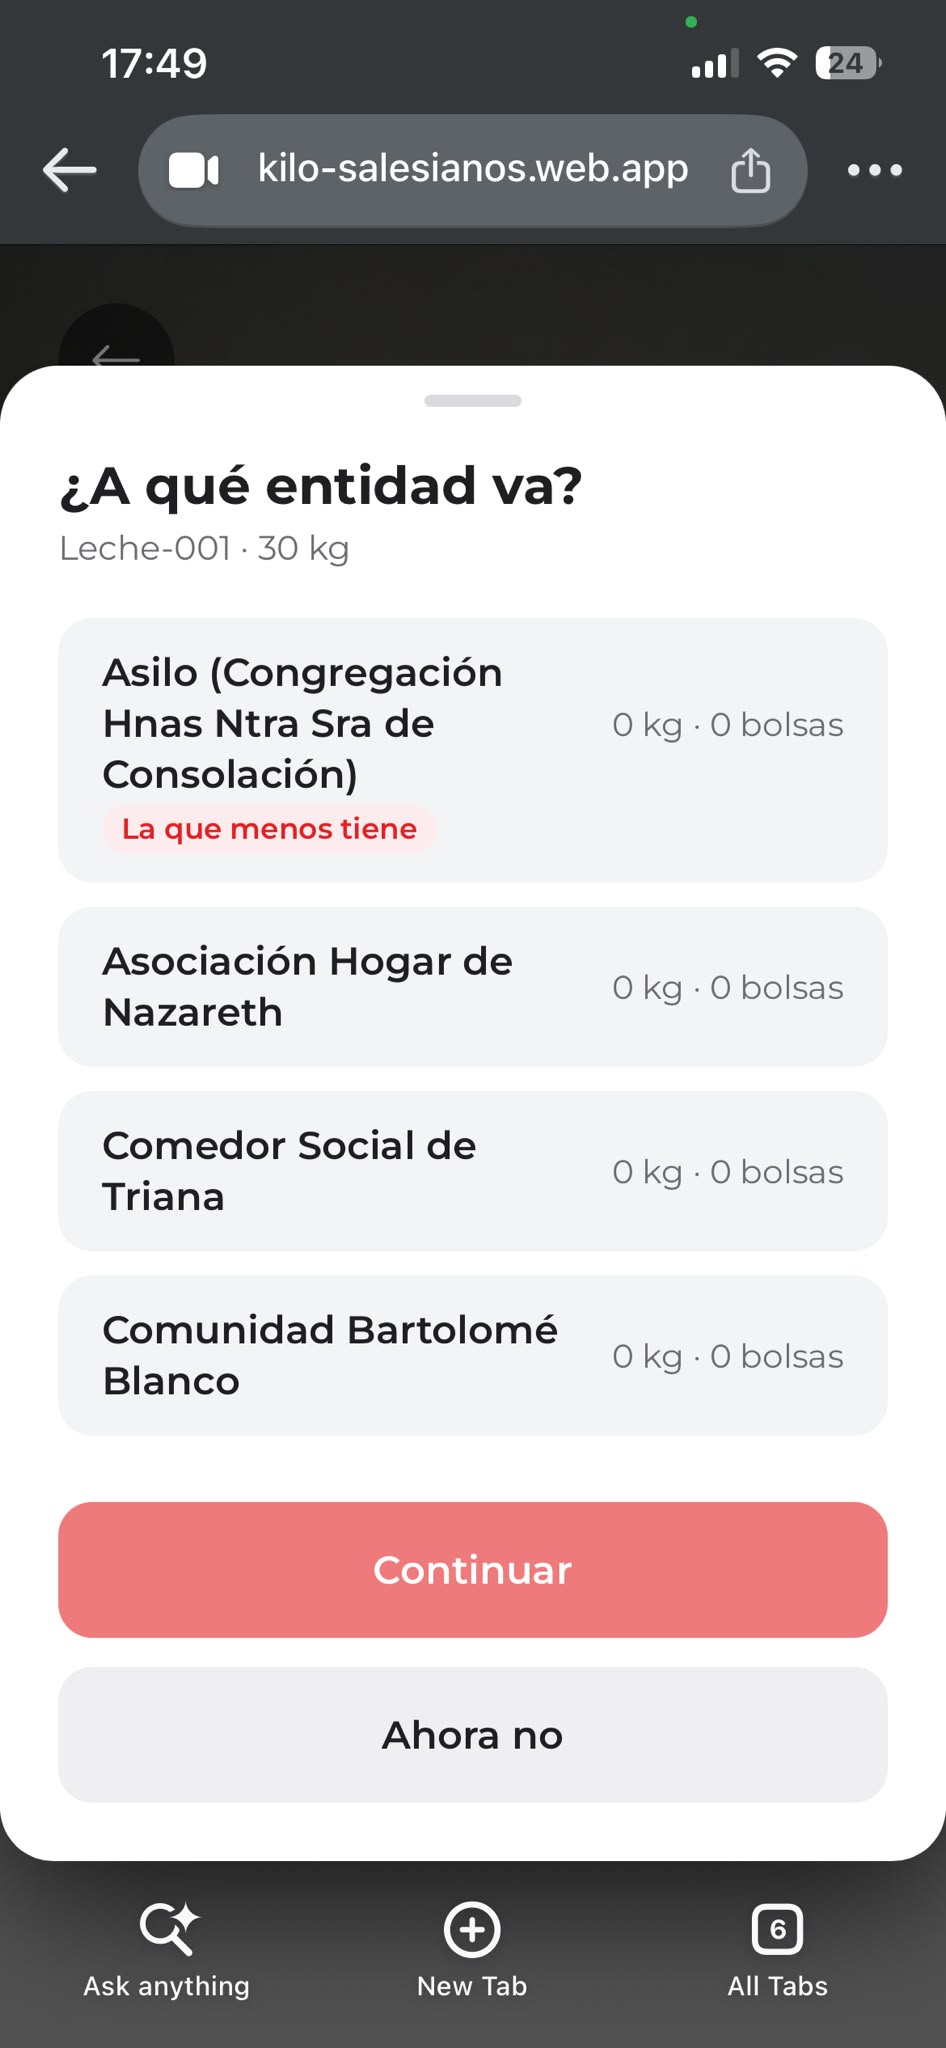 17:49
24
kilo-salesianos.web.app
¿A qué entidad va?
Leche-001 · 30 kg
Asilo (Congregación
Hnas Ntra Sra de
Consolación)
0 kg · 0 bolsas
La que menos tiene
Asociación Hogar de
Nazareth
0 kg · 0 bolsas
Comedor Social de
Triana
0 kg · 0 bolsas
Comunidad Bartolomé
Blanco
0 kg · 0 bolsas
Continuar
Ahora no
6
Ask anything
New Tab
All Tabs